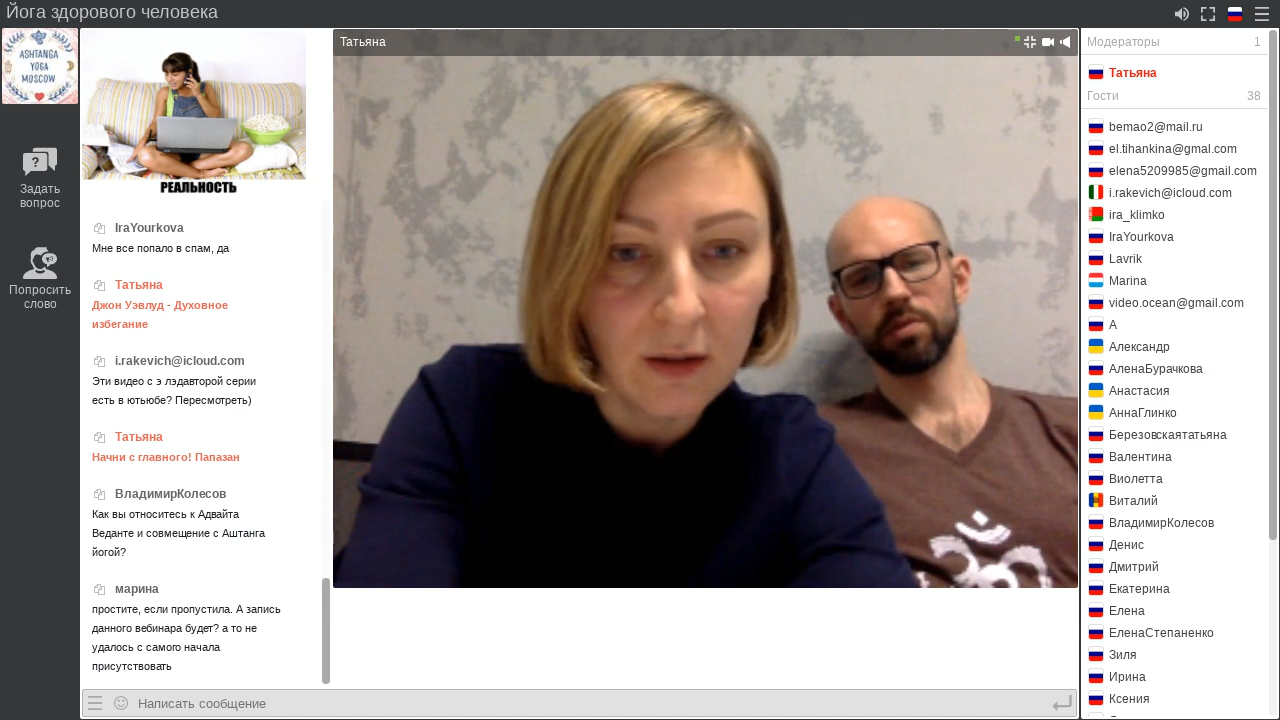 Йога здорового человека
ASHTANGA
YOGA
MOSCOW
Задать
вопрос
Попросить
слово
РЕАЛЬНОСТЬ
IraYourkova
Мне все попало в спам, да
Татьяна
Джон Уэвлуд - Духовное
избегание
i.rakevich@icloud.com
Эти видео с э лэдавторой серии
есть в ютьюбе? Пересмотреть)
Татьяна
Начни с главного! Папазан
ВладимирКолесов
Как вы относитесь к Адвайта
Веданте и совмещение с Аштанга
йогой?
марина
простите, если пропустила. А запись
данного вебинара будет? это не
удалось с самого начала
присутствовать
Написать сообщение
Татьяна
Модераторы 1
Татьяна
Гости 38
bemao2@mail.ru
el.tihankina@gmal.com
elena5209985@gmail.com
i.rakevich@icloud.com
ira_klimko
IraYourkova
Lavrik
Marina
video.ocean@gmail.com
А
Александр
АленаБурачкова
Анастасия
АннаГлинко
Березовскаятатьяна
Валентина
Виолетта
Виталий
ВладимирКолесов
Денис
Дмитрий
Екатерина
Елена
ЕленаСтепаненко
Зиля
Ирина
Ксения